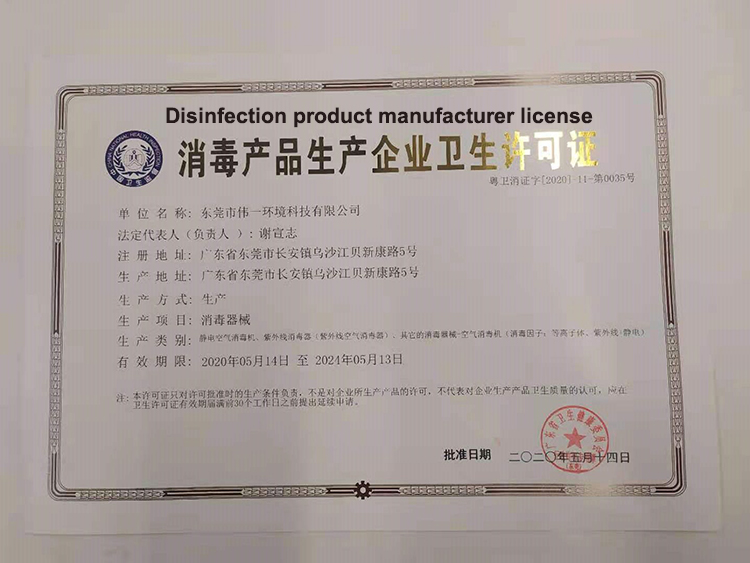 Disinfection product manufacturer license
消毒产品生产企业卫生许可证
粤卫消证字[2020]-11-第0035号
单位名称: 东莞市伟一环境科技有限公司
法定代表人（负责人）: 谢宣志
注册地址: 广东省东莞市长安镇乌沙江贝新康路5号
生产地址: 广东省东莞市长安镇乌沙江贝新康路5号
生产方式: 生产
生产项目: 消毒器械
生产类别: 静电空气消毒机、紫外线消毒器（紫外线空气消毒器）、其它的消毒器械-空气消毒机（消毒因子：等离子体、紫外线、静电）
有效期限: 2020年05月14日 至 2024年05月13日
注: 本许可证只对许可批准时的生产条件负责，不是对企业所生产产品的许可，不代表对企业生产产品卫生质量的认可，应在
卫生许可证有效期届满前30个工作日之前提出延续申请。
广东省卫生健康委员会
批准日期 二〇二〇年五月十四日